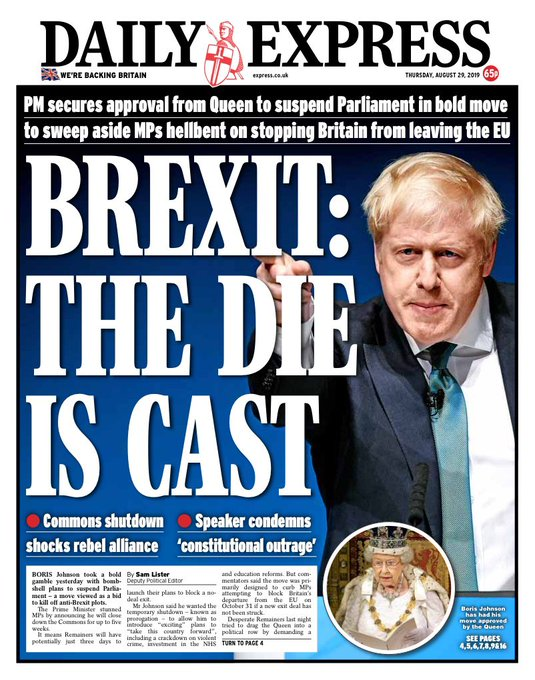 DAILY EXPRESS
WE'RE BACKING BRITAIN
express.co.uk
THURSDAY, AUGUST 29, 2019
65p
PM secures approval from Queen to suspend Parliament in bold move
to sweep aside MPs hellbent on stopping Britain from leaving the EU
BREXIT:
THE DIE
IS CAST
Commons shutdown
shocks rebel alliance
Speaker condemns
'constitutional outrage'
BORIS Johnson took a bold
gamble yesterday with bomb-
shell plans to suspend Parlia-
ment – a move viewed as a bid
to kill off anti-Brexit plots.
The Prime Minister stunned
MPs by announcing he will close
down the Commons for up to five
weeks.
It means Remainers will have
potentially just three days to
By Sam Lister
Deputy Political Editor
launch their plans to block a no-
deal exit.
Mr Johnson said he wanted the
temporary shutdown – known as
prorogation – to allow him to
introduce "exciting" plans to
"take this country forward",
including a crackdown on violent
crime, investment in the NHS
and education reforms. But com-
mentators said the move was pri-
marily designed to curb MPs
attempting to block Britain's
departure from the EU on
October 31 if a new exit deal has
not been struck.
Desperate Remainers last night
tried to drag the Queen into a
political row by demanding a
TURN TO PAGE 4
Boris Johnson
has had his
move approved
by the Queen
SEE PAGES
4,5,6,7,8,9&16